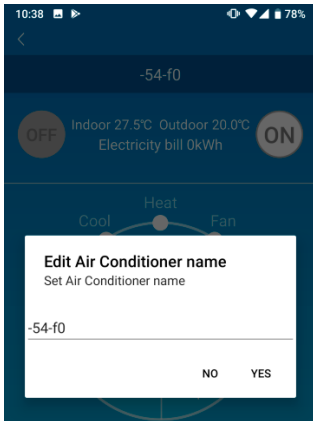 10:38 78%
-54-f0
OFF Indoor 27.5℃ Outdoor 20.0℃ ON
Electricity bill 0kWh
Heat
Cool Fan
Edit Air Conditioner name
Set Air Conditioner name
-54-f0
NO YES